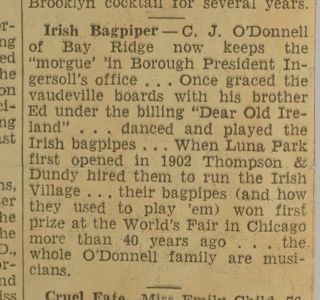 Brooklyn cocktail for several years.
Irish Bagpiper — C. J. O'Donnell
of Bay Ridge now keeps the
"morgue' 'in Borough President In-
gersoll's office . . . Once graced the
vaudeville boards with his brother
Ed under the billing "Dear Old Ire-
land" . . . danced and played the
Irish bagpipes . . . When Luna Park
first opened in 1902 Thompson &
Dundy hired them to run the Irish
Village . . . their bagpipes (and how
they used to play 'em) won first
prize at the World's Fair in Chicago
more than 40 years ago . . . the
whole O'Donnell family are musi-
cians.
Cruel Fate